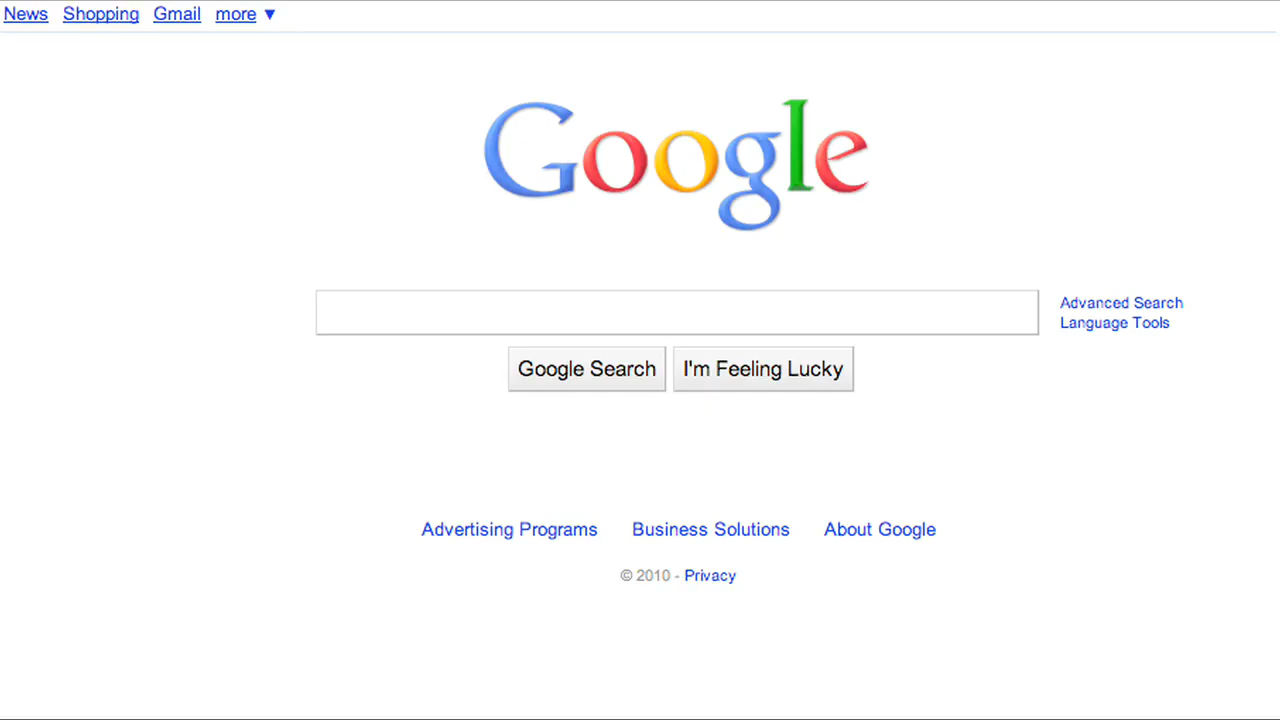 News Shopping Gmail more ▼
Google
Advanced Search
Language Tools
Google Search I'm Feeling Lucky
Advertising Programs Business Solutions About Google
© 2010 - Privacy